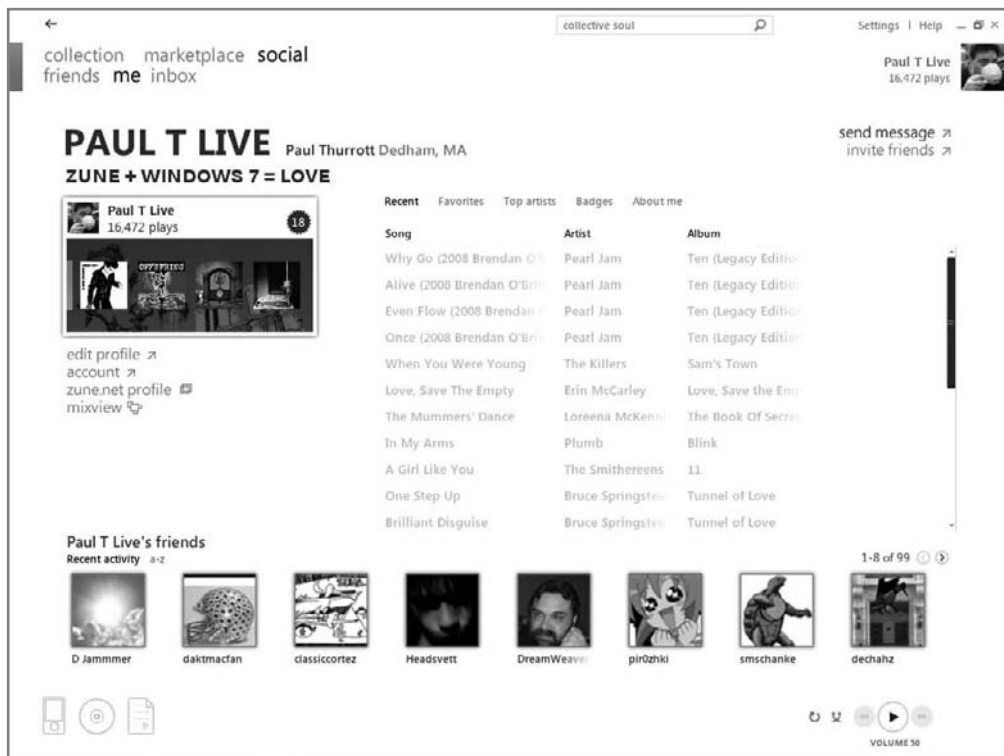 collective soul
Settings | Help
collection marketplace social
friends me inbox
Paul T Live
16,472 plays
PAUL T LIVE Paul Thurrott Dedham, MA
send message
invite friends
ZUNE + WINDOWS 7 = LOVE
Paul T Live
16,472 plays
18
OFFSPRING
edit profile
account
zune.net profile
mixview
Recent Favorites Top artists Badges About me
Song Artist Album
Why Go (2008 Brendan O' Pearl Jam Ten (Legacy Editio
Alive (2008 Brendan O'Bri Pearl Jam Ten (Legacy Editio
Even Flow (2008 Brendan Pearl Jam Ten (Legacy Editio
Once (2008 Brendan O'Bri Pearl Jam Ten (Legacy Editio
When You Were Young The Killers Sam's Town
Love, Save The Empty Erin McCarley Love, Save the Em
The Mummers' Dance Loreena McKenn The Book Of Secre
In My Arms Plumb Blink
A Girl Like You The Smithereens 11
One Step Up Bruce Springstee Tunnel of Love
Brilliant Disguise Bruce Springstee Tunnel of Love
Paul T Live's friends
Recent activity a-z
1-8 of 99
D Jammmer daktmacfan classiccortez Headsvett DreamWeaver pir0zhki smschanke dechahz
VOLUME 50